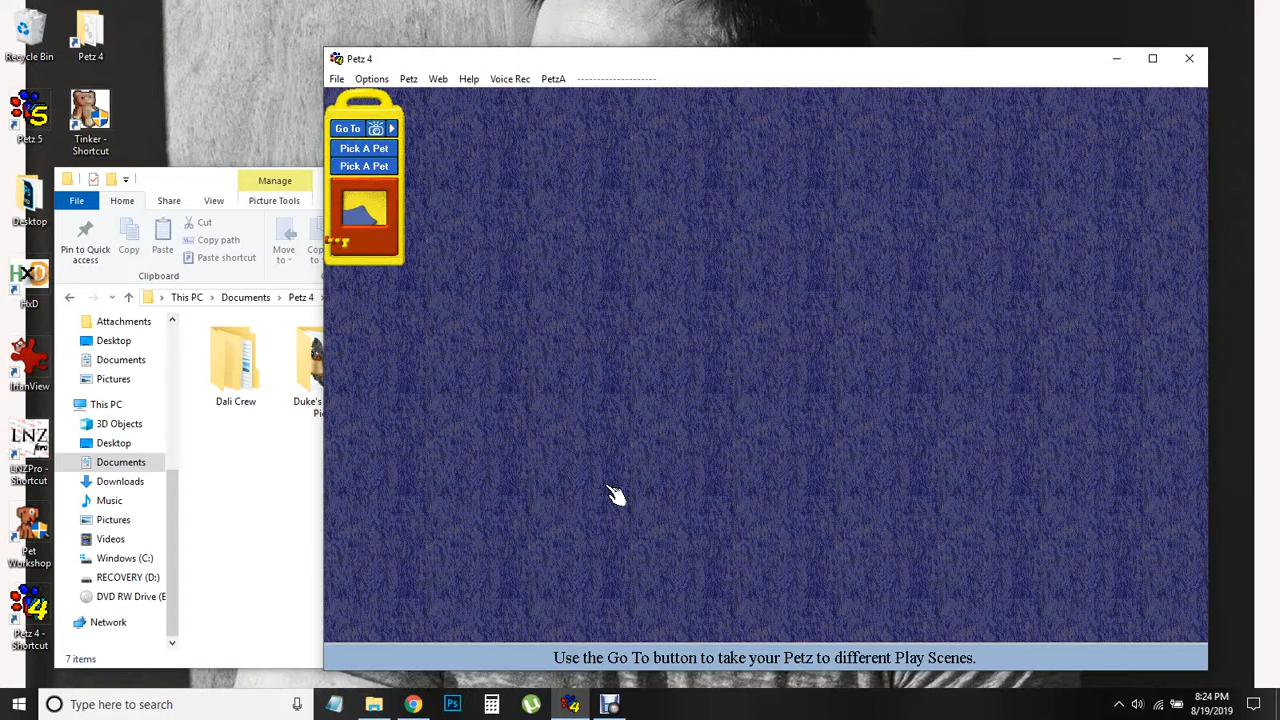 Recycle Bin
Petz 4
Petz 5
Tinker -
Shortcut
Desktop
HxD
IrfanView
LNZPro -
Shortcut
Pet
Workshop
Petz 4 -
Shortcut
Manage
File
Home
Share
View
Picture Tools
Pin to Quick
access
Copy
Paste
Cut
Copy path
Paste shortcut
Move
to
Clipboard
This PC
Documents
Petz 4
Attachments
Desktop
Documents
Pictures
This PC
3D Objects
Desktop
Documents
Downloads
Music
Pictures
Videos
Windows (C:)
RECOVERY (D:)
DVD RW Drive (E
Network
Dali Crew
Duke's
7 items
Petz 4
File
Options
Petz
Web
Help
Voice Rec
PetzA
--------------------
Go To
Pick A Pet
Pick A Pet
Use the Go To button to take your Petz to different Play Scenes.
Type here to search
8:24 PM
8/19/2019